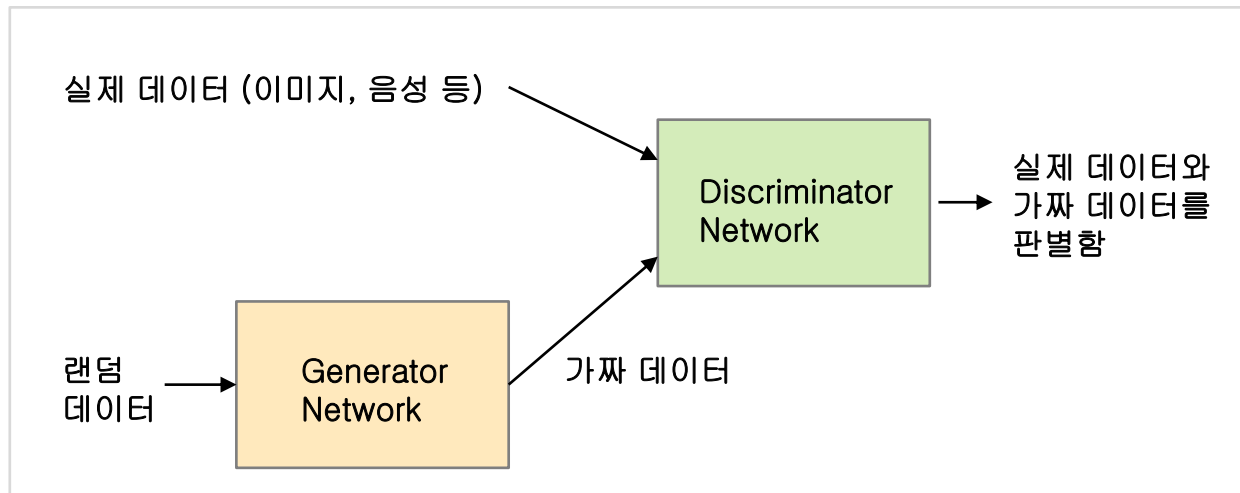 실제 데이터 (이미지, 음성 등)
Discriminator
Network
실제 데이터와
가짜 데이터를
판별함
랜덤
데이터
Generator
Network
가짜 데이터